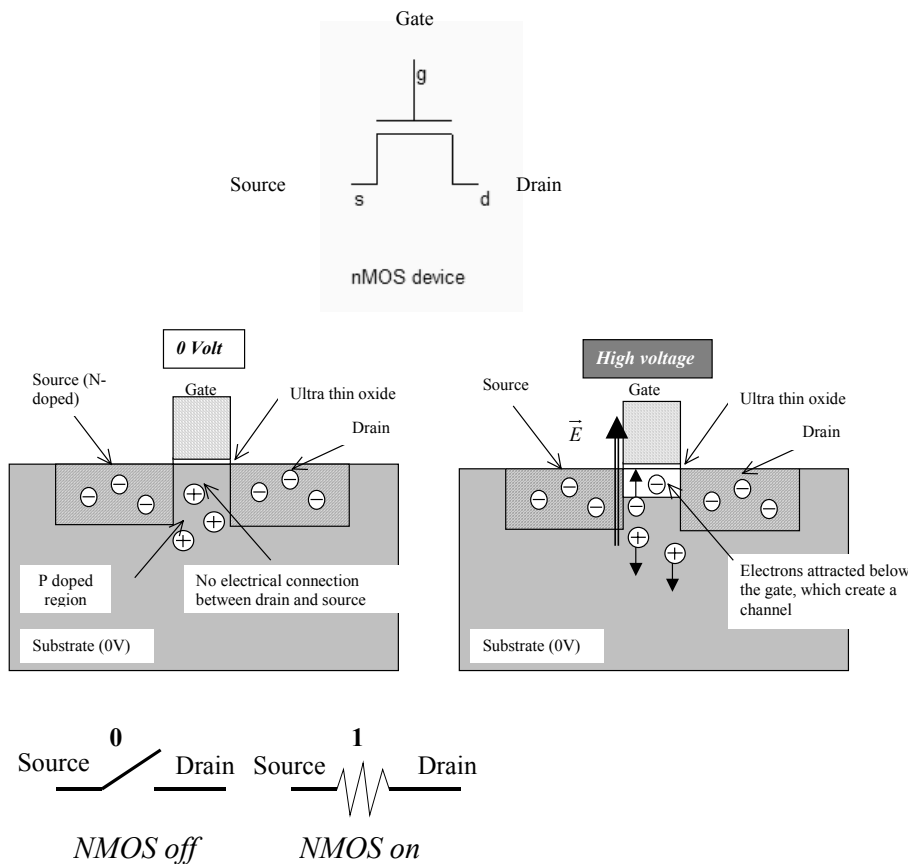 Gate
g
Source
Drain
s
d
nMOS device
0 Volt
Source (N-
doped)
Gate
Ultra thin oxide
Drain
P doped
region
No electrical connection
between drain and source
Substrate (0V)
High voltage
Source
Gate
Ultra thin oxide
E
Drain
Electrons attracted below
the gate, which create a
channel
Substrate (0V)
0
Source
Drain
NMOS off
1
Source
Drain
NMOS on